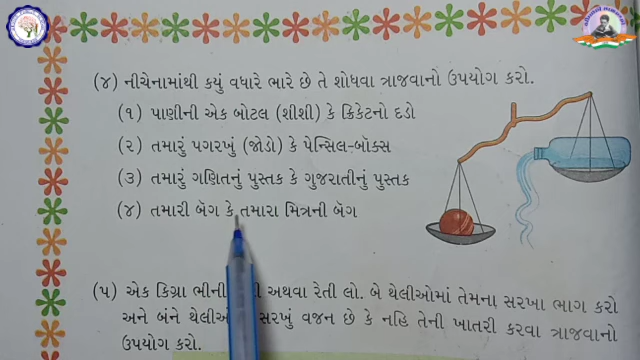 (૪) નીચેનામાંથી કયું વધારે ભારે છે તે શોધવા ત્રાજવાનો ઉપયોગ કરો.
(૧) પાણીની એક બોટલ (શીશી) કે ક્રિકેટનો દડો
(૨) તમારું પગરખું (જોડો) કે પેન્સિલ-બૉક્સ
(૩) તમારું ગણિતનું પુસ્તક કે ગુજરાતીનું પુસ્તક
(૪) તમારી બૅગ કે તમારા મિત્રની બૅગ
(૫) એક કિગ્રા ભીની અથવા રેતી લો. બે થેલીઓમાં તેમના સરખા ભાગ કરો
અને બંને થેલીઓ સરખું વજન છે કે નહિ તેની ખાતરી કરવા ત્રાજવાનો
ઉપયોગ કરો.